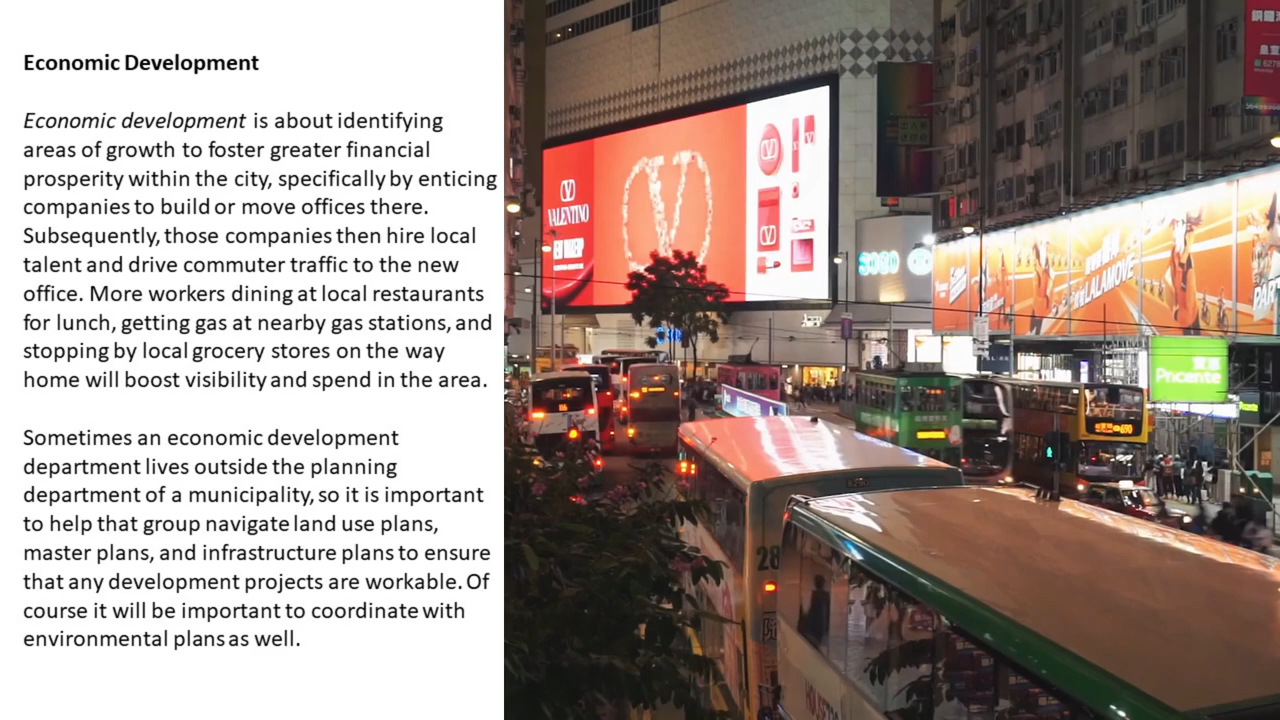 Economic Development
Economic development is about identifying
areas of growth to foster greater financial
prosperity within the city, specifically by enticing
companies to build or move offices there.
Subsequently, those companies then hire local
talent and drive commuter traffic to the new
office. More workers dining at local restaurants
for lunch, getting gas at nearby gas stations, and
stopping by local grocery stores on the way
home will boost visibility and spend in the area.
Sometimes an economic development
department lives outside the planning
department of a municipality, so it is important
to help that group navigate land use plans,
master plans, and infrastructure plans to ensure
that any development projects are workable. Of
course it will be important to coordinate with
environmental plans as well.
VALENTINO
SOGO
#LALAMOVE
Pricerite
690
28